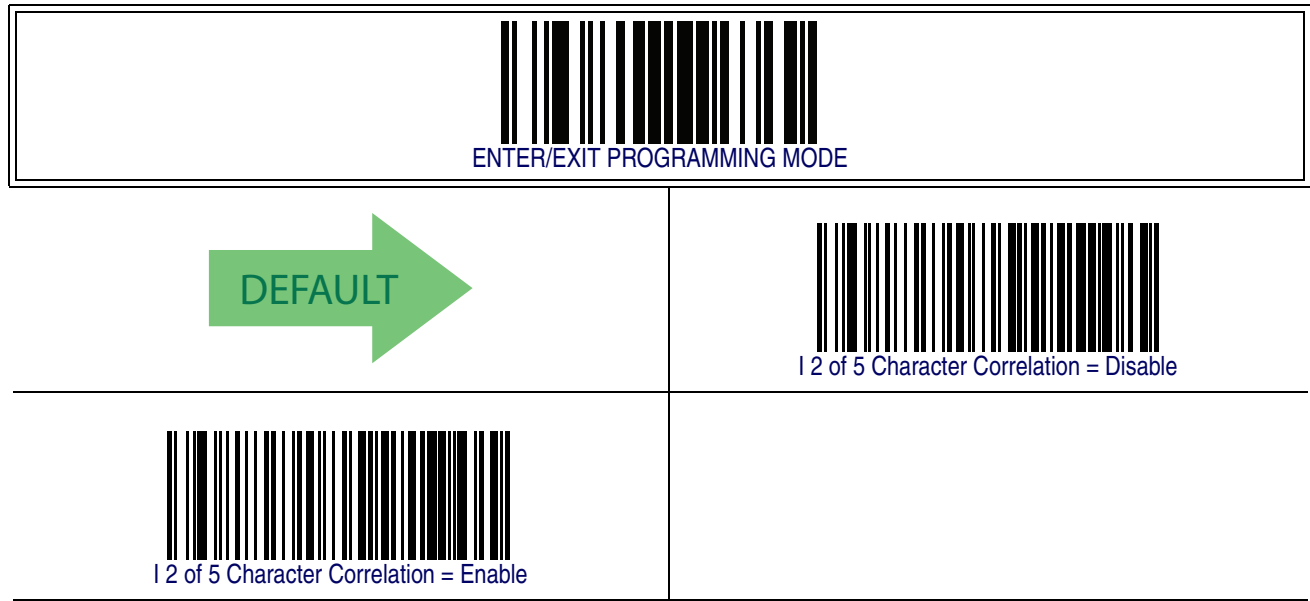 ENTER/EXIT PROGRAMMING MODE
DEFAULT
I 2 of 5 Character Correlation = Disable
I 2 of 5 Character Correlation = Enable